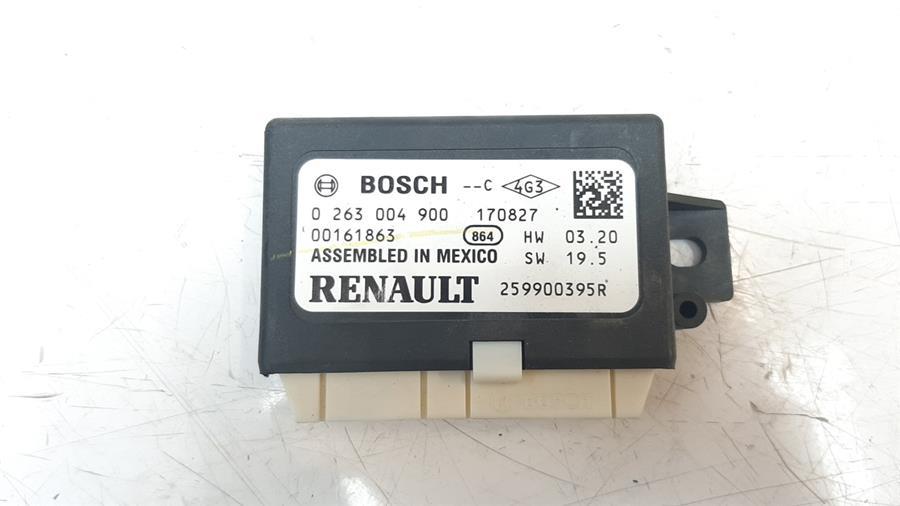 BOSCH --C 4G3
0 263 004 900 170827
00161863 864 HW 03.20
ASSEMBLED IN MEXICO SW 19.5
RENAULT 259900395R